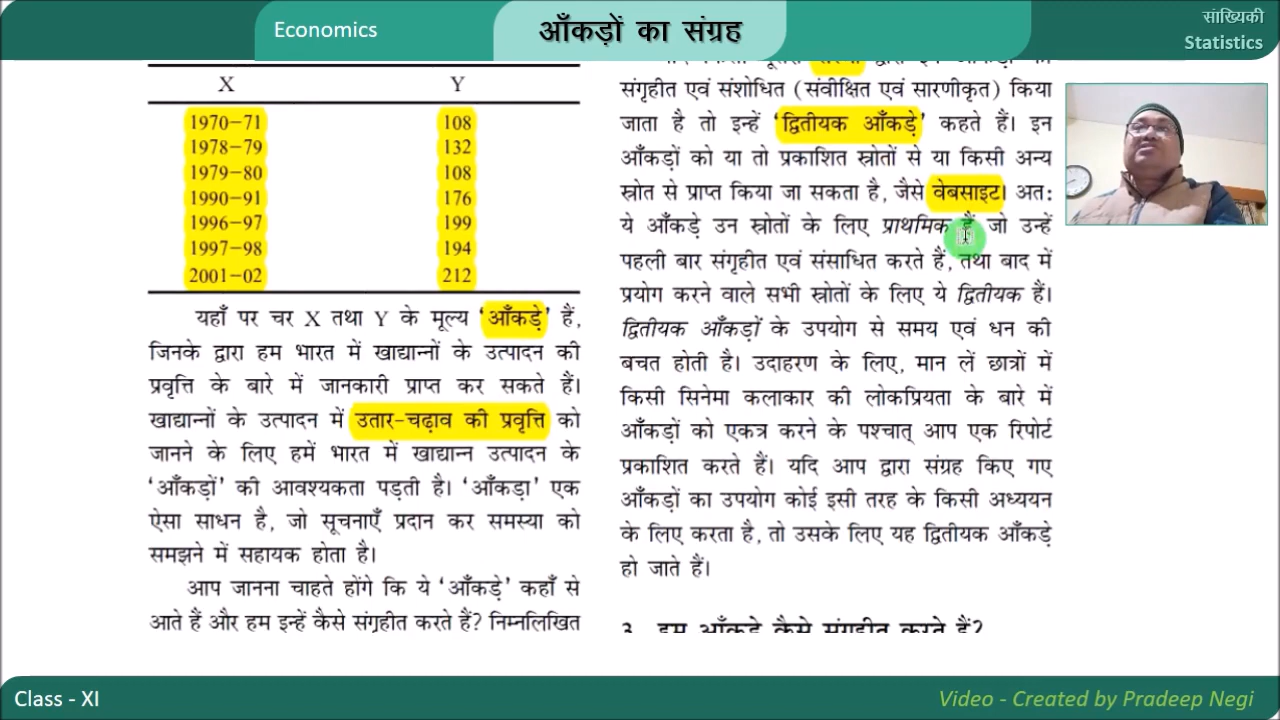 Economics
आँकड़ों का संग्रह
सांख्यिकी
Statistics
X Y
1970–71 108
1978–79 132
1979–80 108
1990–91 176
1996–97 199
1997–98 194
2001–02 212
यहाँ पर चर X तथा Y के मूल्य ‘आँकड़े’ हैं,
जिनके द्वारा हम भारत में खाद्यान्नों के उत्पादन की
प्रवृत्ति के बारे में जानकारी प्राप्त कर सकते हैं।
खाद्यान्नों के उत्पादन में उतार-चढ़ाव की प्रवृत्ति को
जानने के लिए हमें भारत में खाद्यान्न उत्पादन के
‘आँकड़ों’ की आवश्यकता पड़ती है। ‘आँकड़ा’ एक
ऐसा साधन है, जो सूचनाएँ प्रदान कर समस्या को
समझने में सहायक होता है।
आप जानना चाहते होंगे कि ये ‘आँकड़े’ कहाँ से
आते हैं और हम इन्हें कैसे संगृहीत करते हैं? निम्नलिखित
संगृहीत एवं संशोधित (संवीक्षित एवं सारणीकृत) किया
जाता है तो इन्हें ‘द्वितीयक आँकड़े’ कहते हैं। इन
आँकड़ों को या तो प्रकाशित स्रोतों से या किसी अन्य
स्रोत से प्राप्त किया जा सकता है, जैसे वेबसाइट। अत:
ये आँकड़े उन स्रोतों के लिए प्राथमिक हैं जो उन्हें
पहली बार संगृहीत एवं संसाधित करते हैं, तथा बाद में
प्रयोग करने वाले सभी स्रोतों के लिए ये द्वितीयक हैं।
द्वितीयक आँकड़ों के उपयोग से समय एवं धन की
बचत होती है। उदाहरण के लिए, मान लें छात्रों में
किसी सिनेमा कलाकार की लोकप्रियता के बारे में
आँकड़ों को एकत्र करने के पश्चात् आप एक रिपोर्ट
प्रकाशित करते हैं। यदि आप द्वारा संग्रह किए गए
आँकड़ों का उपयोग कोई इसी तरह के किसी अध्ययन
के लिए करता है, तो उसके लिए यह द्वितीयक आँकड़े
हो जाते हैं।
3. हम आँकड़े कैसे संगृहीत करते हैं?
Class - XI
Video - Created by Pradeep Negi